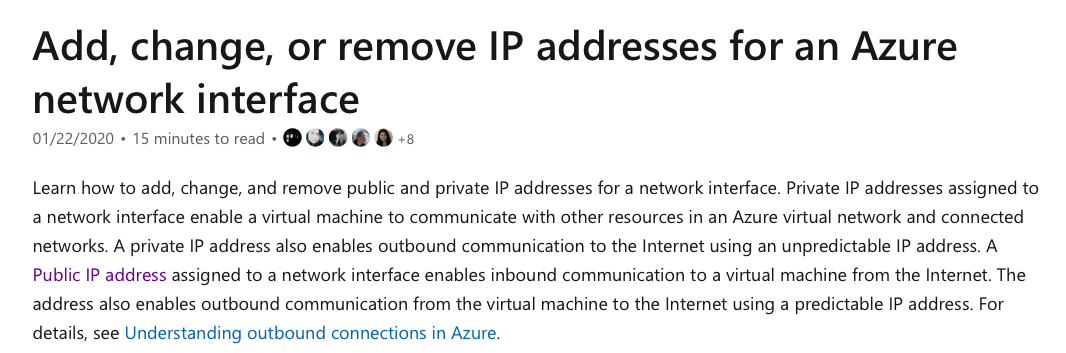 Add, change, or remove IP addresses for an Azure
network interface
01/22/2020 • 15 minutes to read • +8
Learn how to add, change, and remove public and private IP addresses for a network interface. Private IP addresses assigned to
a network interface enable a virtual machine to communicate with other resources in an Azure virtual network and connected
networks. A private IP address also enables outbound communication to the Internet using an unpredictable IP address. A
Public IP address assigned to a network interface enables inbound communication to a virtual machine from the Internet. The
address also enables outbound communication from the virtual machine to the Internet using a predictable IP address. For
details, see Understanding outbound connections in Azure.